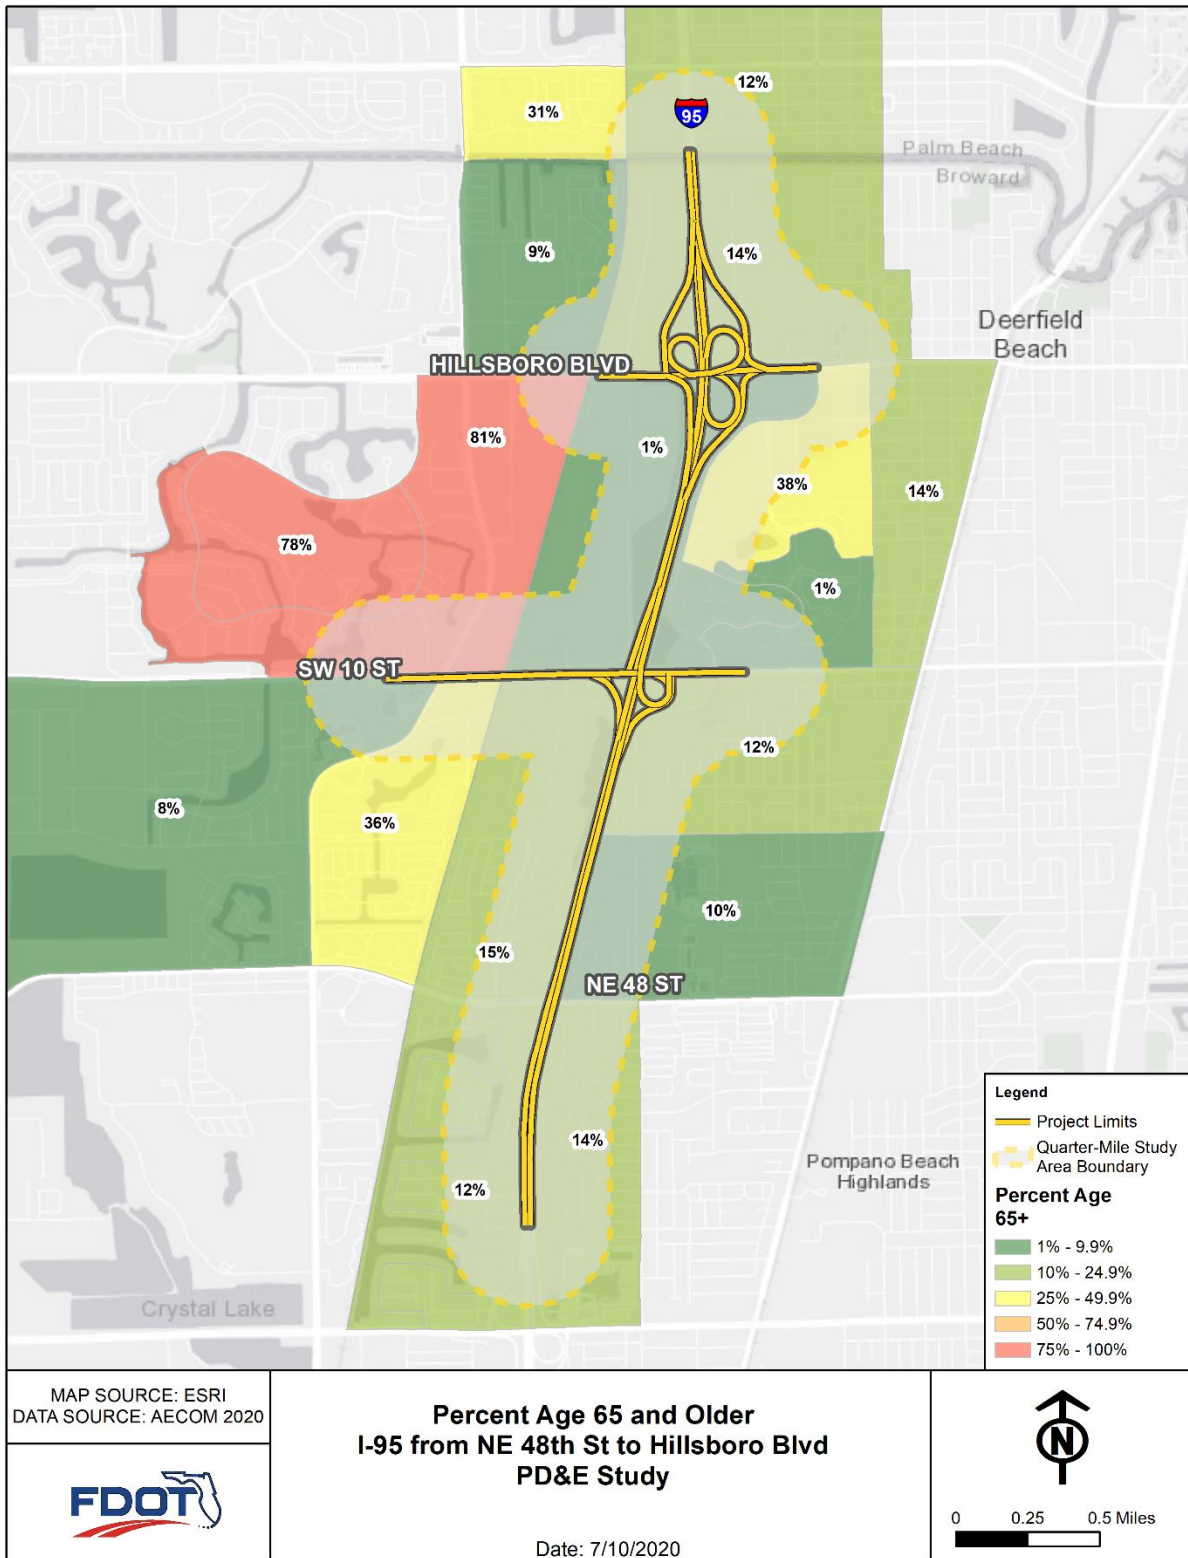 12%
95
31%
Palm Beach
Broward
9%
14%
Deerfield
Beach
HILLSBORO BLVD
81%
1%
38%
14%
78%
1%
SW 10 ST
12%
8%
36%
10%
15%
NE 48 ST
14%
12%
Pompano Beach
Highlands
Crystal Lake
Legend
Project Limits
Quarter-Mile Study
Area Boundary
Percent Age
65+
1% - 9.9%
10% - 24.9%
25% - 49.9%
50% - 74.9%
75% - 100%
MAP SOURCE: ESRI
DATA SOURCE: AECOM 2020
FDOT
Percent Age 65 and Older
I-95 from NE 48th St to Hillsboro Blvd
PD&E Study
Date: 7/10/2020
N
0 0.25 0.5 Miles